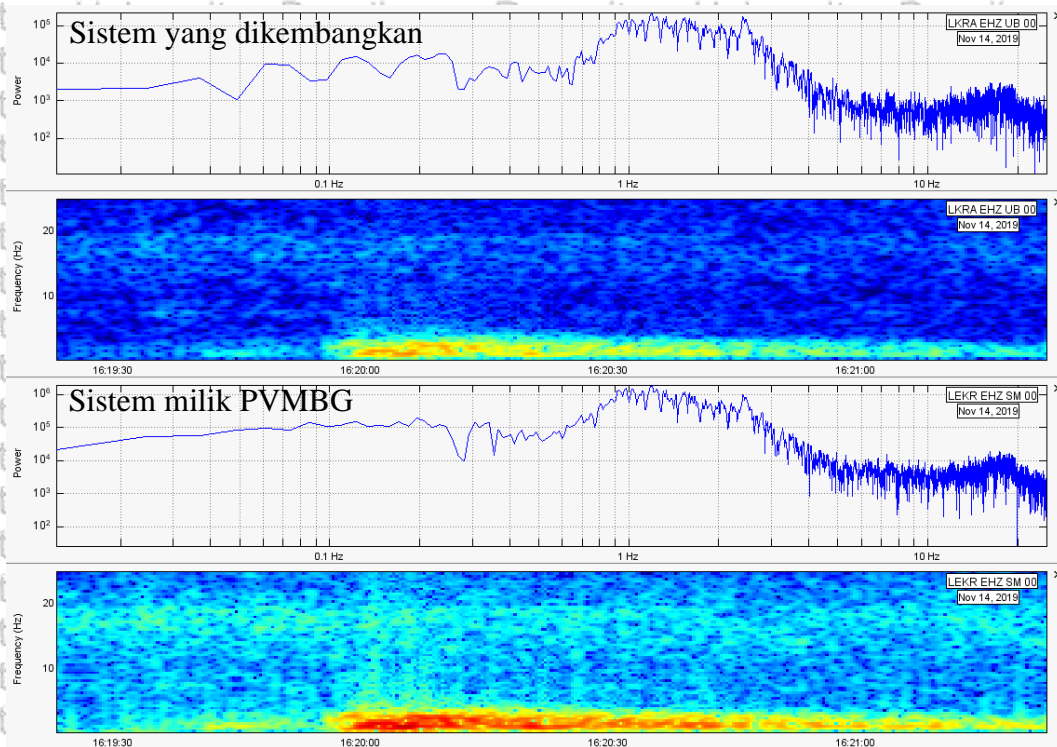 Sistem yang dikembangkan
LKRA EHZ UB 00
Nov 14, 2019
Power
10⁵
10⁴
10³
10²
0.1 Hz
1 Hz
10 Hz
LKRA EHZ UB 00
Nov 14, 2019
Frequency (Hz)
20
10
16:19:30
16:20:00
16:20:30
16:21:00
Sistem milik PVMBG
LEKR EHZ SM 00
Nov 14, 2019
Power
10⁶
10⁵
10⁴
10³
10²
0.1 Hz
1 Hz
10 Hz
LEKR EHZ SM 00
Nov 14, 2019
Frequency (Hz)
20
10
16:19:30
16:20:00
16:20:30
16:21:00